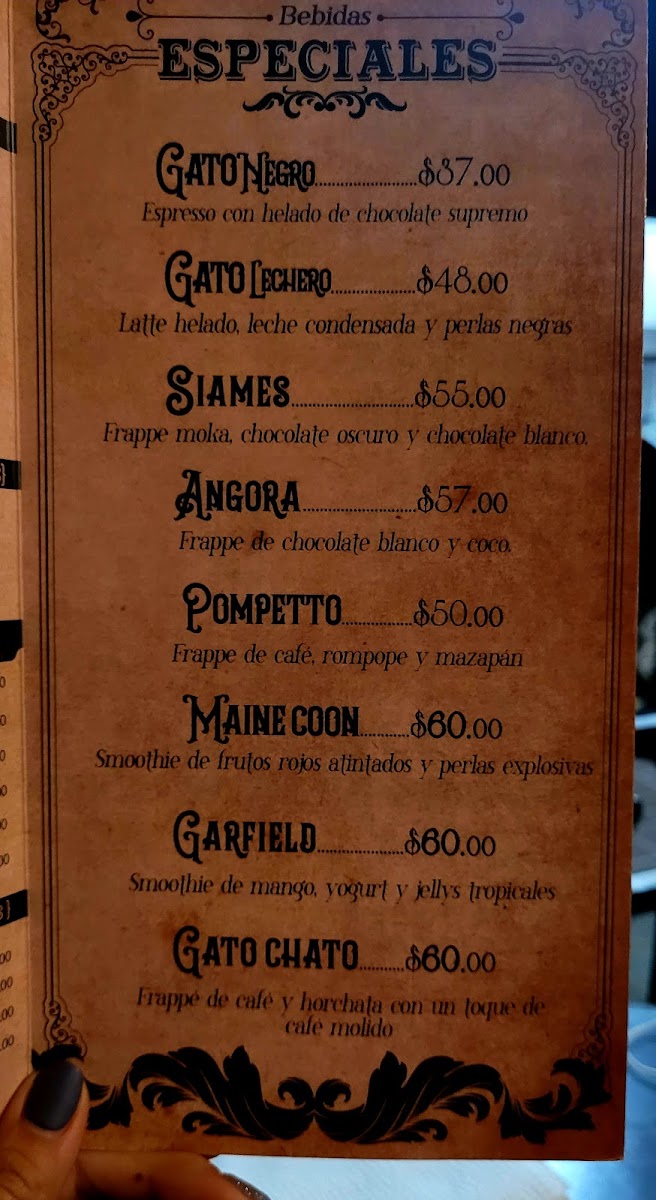 Bebidas
ESPECIALES
GATO NEGRO......................$37.00
Espresso con helado de chocolate supremo
GATO LECHERO..................$48.00
Latte helado, leche condensada y perlas negras
SIAMES..........................$55.00
Frappe moka, chocolate oscuro y chocolate blanco.
ANGORA........................$57.00
Frappe de chocolate blanco y coco.
POMPETTO...............$50.00
Frappe de café, rompope y mazapán
MAINE COON...........$60.00
Smoothie de frutos rojos atintados y perlas explosivas
GARFIELD...................$60.00
Smoothie de mango, yogurt y jellys tropicales
GATO CHATO..........$60.00
Frappé de café y horchata con un toque de
café molido